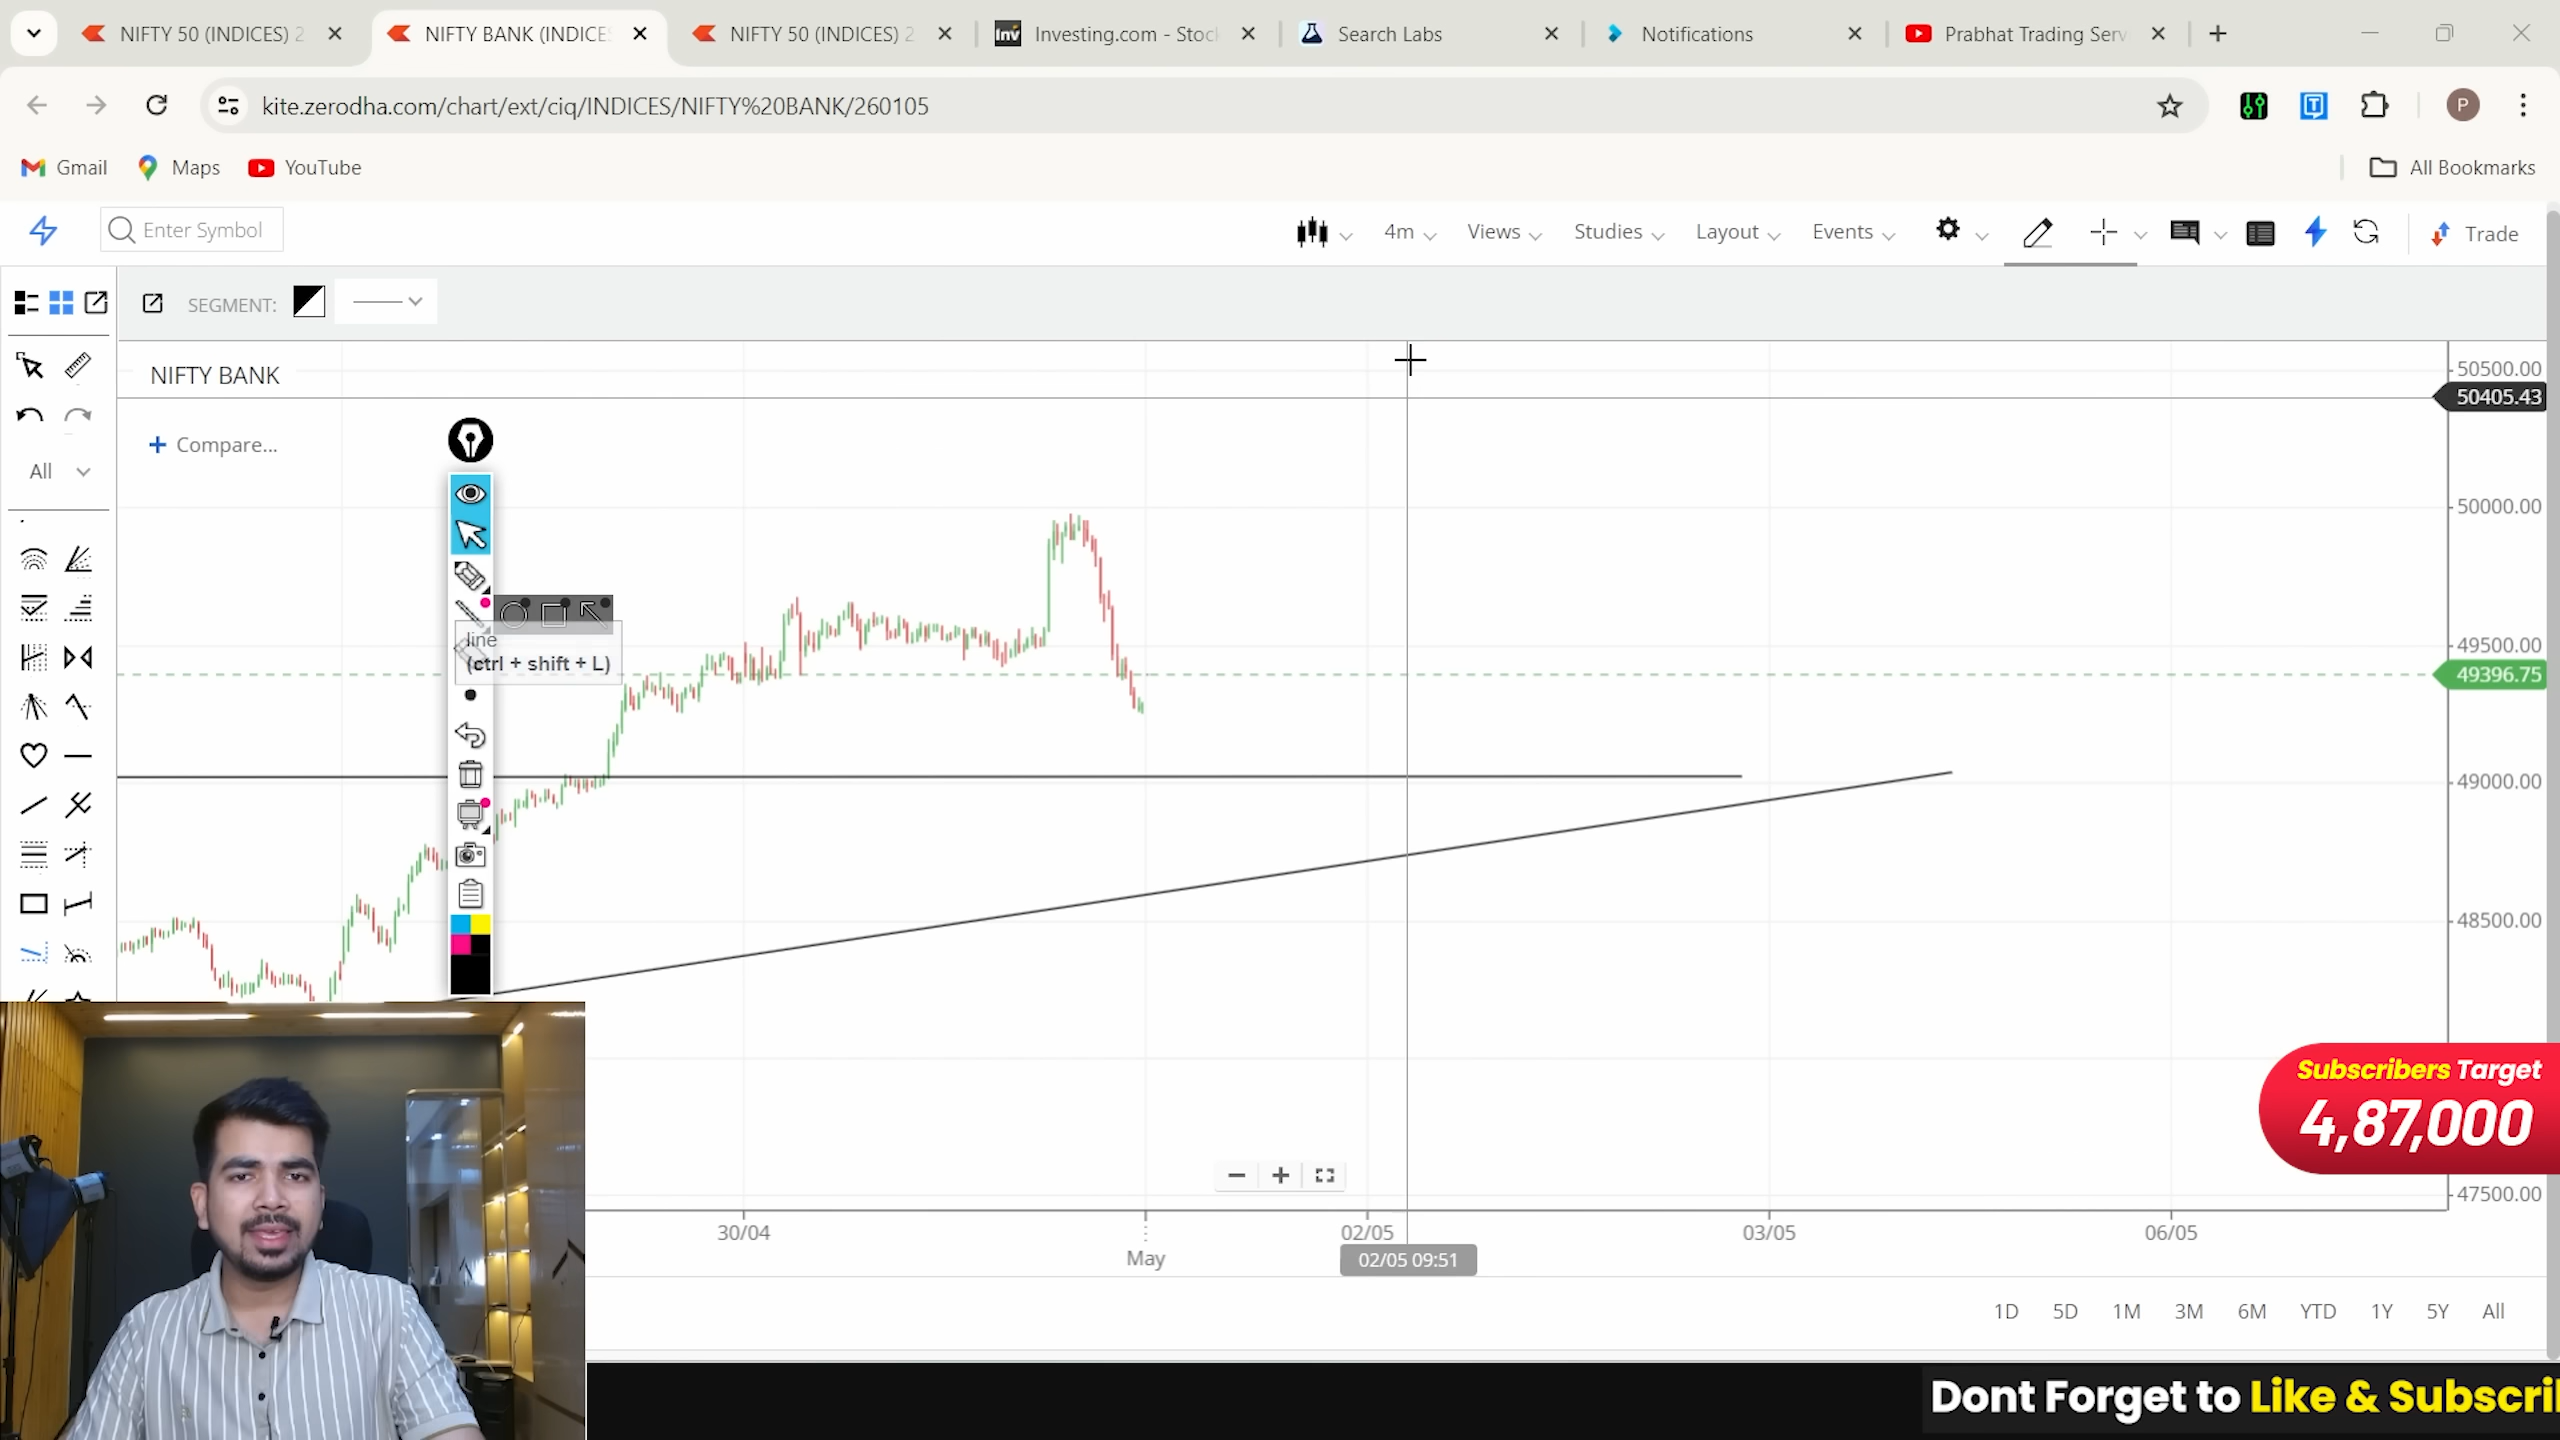 NIFTY 50 (INDICES) 2
NIFTY BANK (INDICES
NIFTY 50 (INDICES) 2
Investing.com - Stock
Search Labs
Notifications
Prabhat Trading Serv
kite.zerodha.com/chart/ext/ciq/INDICES/NIFTY%20BANK/260105
P
Gmail
Maps
YouTube
All Bookmarks
Enter Symbol
4m
Views
Studies
Layout
Events
Trade
SEGMENT:
NIFTY BANK
Compare...
All
line
(ctrl + shift + L)
50500.00
50405.43
50000.00
49500.00
49396.75
49000.00
48500.00
47500.00
Subscribers Target
4,87,000
30/04
May
02/05
03/05
06/05
02/05 09:51
1D
5D
1M
3M
6M
YTD
1Y
5Y
All
Dont Forget to Like & Subscri